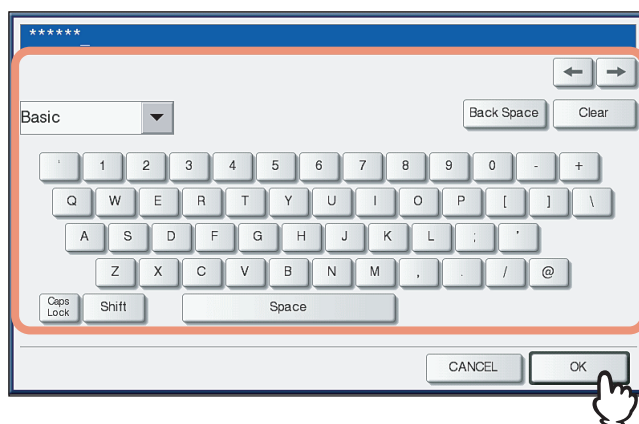 ******_
← →
Basic Back Space Clear
` 1 2 3 4 5 6 7 8 9 0 - +
Q W E R T Y U I O P [ ] \
A S D F G H J K L ; '
Z X C V B N M , . / @
Caps Lock Shift Space
CANCEL OK